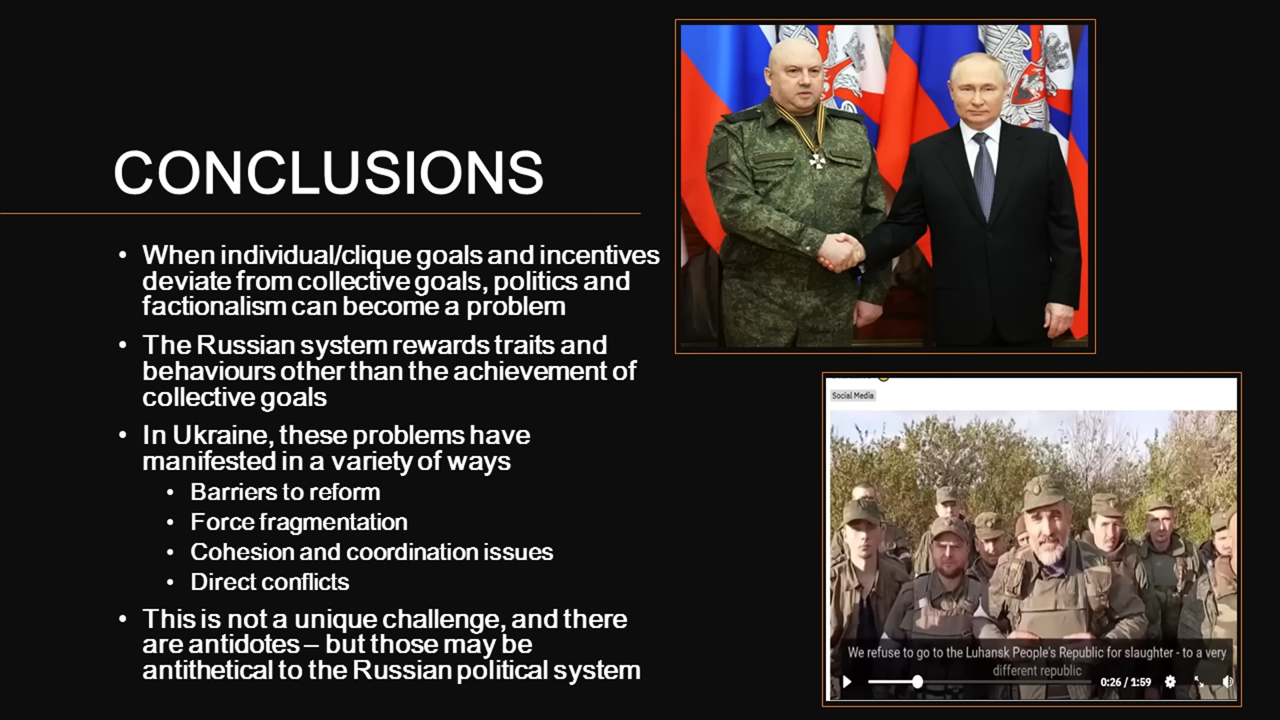 CONCLUSIONS
• When individual/clique goals and incentives
deviate from collective goals, politics and
factionalism can become a problem
• The Russian system rewards traits and
behaviours other than the achievement of
collective goals
• In Ukraine, these problems have
manifested in a variety of ways
• Barriers to reform
• Force fragmentation
• Cohesion and coordination issues
• Direct conflicts
• This is not a unique challenge, and there
are antidotes – but those may be
antithetical to the Russian political system
Social Media
We refuse to go to the Luhansk People's Republic for slaughter - to a very
different republic
0:26 / 1:59